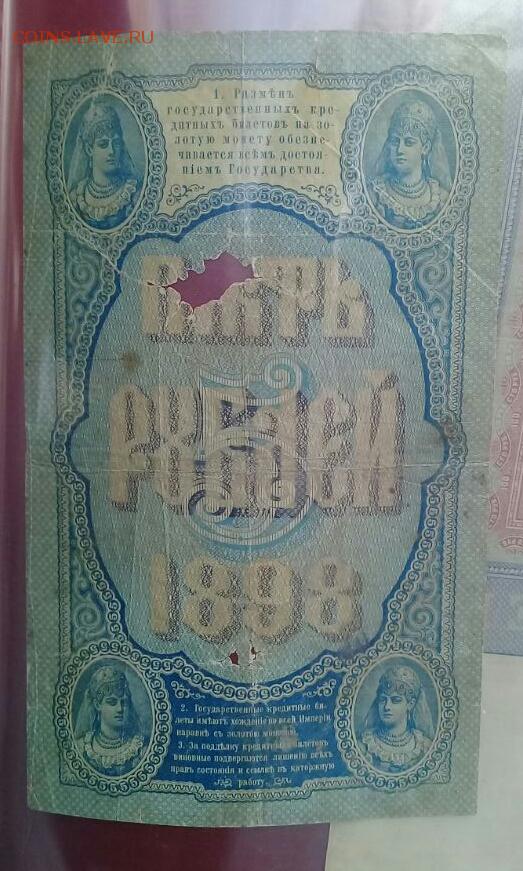 COINS.LAVE.RU
1. Размѣнъ
государственныхъ кре-
дитныхъ билетовъ на зо-
лотую монету обезпе-
чивается всѣмъ достоя-
ніемъ Государства.
ПЯТЬ
5
РУБЛЕЙ
1898
2. Государственные кредитные би-
леты имѣютъ хожденіе во всей Имперіи
наравнѣ съ золотою монетою.
3. За поддѣлку кредитныхъ билетовъ
виновные подвергаются лишенію всѣхъ
правъ состоянія и ссылкѣ въ каторжную
работу.